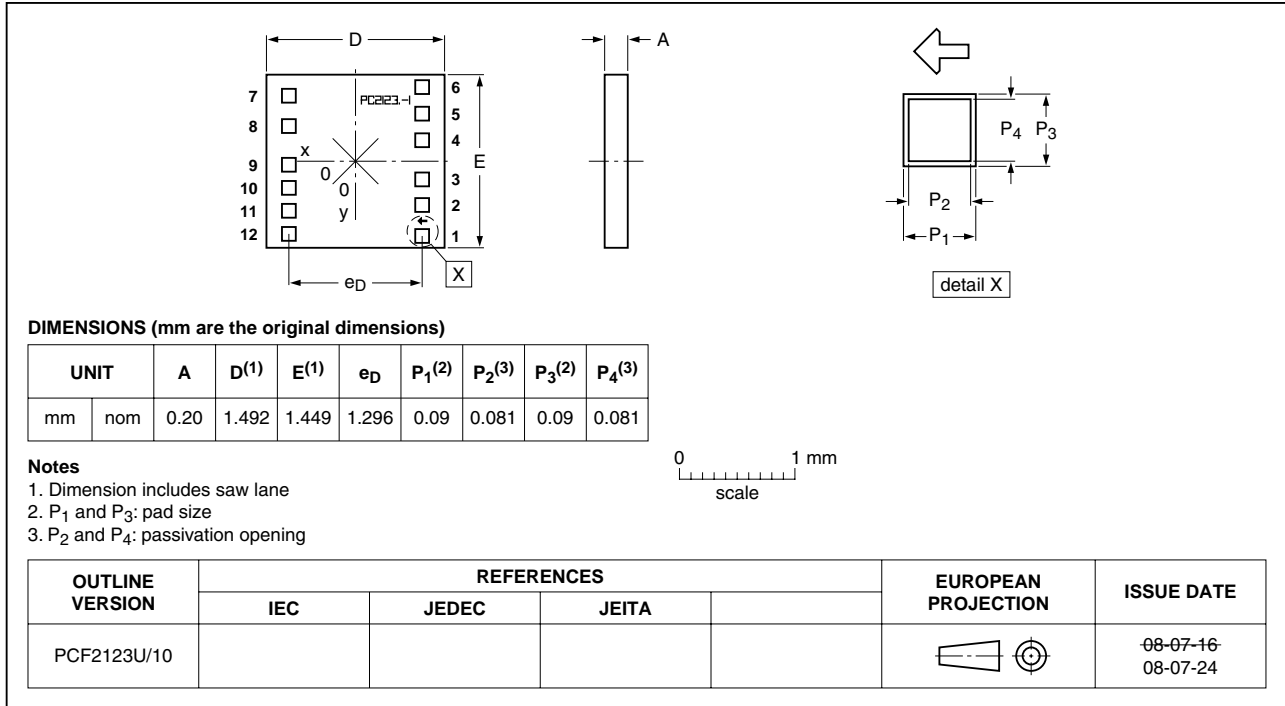 D
A
7
8
9
10
11
12
PC2123.-1
6
5
4
3
2
1
x
0
0
y
E
eD
X
P4 P3
P2
P1
detail X
DIMENSIONS (mm are the original dimensions)
UNIT A D(1) E(1) eD P1(2) P2(3) P3(2) P4(3)
mm nom 0.20 1.492 1.449 1.296 0.09 0.081 0.09 0.081
0 1 mm
scale
Notes
1. Dimension includes saw lane
2. P1 and P3: pad size
3. P2 and P4: passivation opening
OUTLINE VERSION REFERENCES EUROPEAN PROJECTION ISSUE DATE
IEC JEDEC JEITA
PCF2123U/10 08-07-16
08-07-24